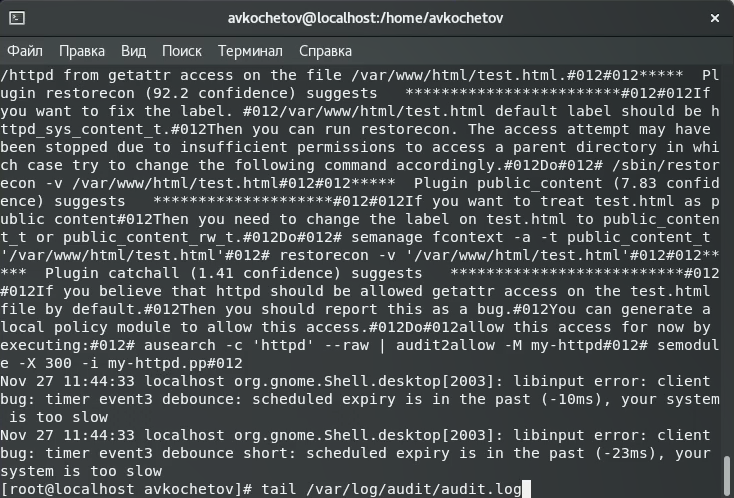 avkochetov@localhost:/home/avkochetov
Файл Правка Вид Поиск Терминал Справка
/httpd from getattr access on the file /var/www/html/test.html.#012#012***** Pl
ugin restorecon (92.2 confidence) suggests ************************#012#012If
you want to fix the label. #012/var/www/html/test.html default label should be h
ttpd_sys_content_t.#012Then you can run restorecon. The access attempt may have
been stopped due to insufficient permissions to access a parent directory in whi
ch case try to change the following command accordingly.#012Do#012# /sbin/restor
econ -v /var/www/html/test.html#012#012***** Plugin public_content (7.83 confid
ence) suggests ********************#012#012If you want to treat test.html as p
ublic content#012Then you need to change the label on test.html to public_conten
t_t or public_content_rw_t.#012Do#012# semanage fcontext -a -t public_content_t
'/var/www/html/test.html'#012# restorecon -v '/var/www/html/test.html'#012#012**
*** Plugin catchall (1.41 confidence) suggests **************************#012
#012If you believe that httpd should be allowed getattr access on the test.html
file by default.#012Then you should report this as a bug.#012You can generate a
local policy module to allow this access.#012Do#012allow this access for now by
executing:#012# ausearch -c 'httpd' --raw | audit2allow -M my-httpd#012# semodul
e -X 300 -i my-httpd.pp#012
Nov 27 11:44:33 localhost org.gnome.Shell.desktop[2003]: libinput error: client
bug: timer event3 debounce: scheduled expiry is in the past (-10ms), your system
is too slow
Nov 27 11:44:33 localhost org.gnome.Shell.desktop[2003]: libinput error: client
bug: timer event3 debounce short: scheduled expiry is in the past (-23ms), your
system is too slow
[root@localhost avkochetov]# tail /var/log/audit/audit.log